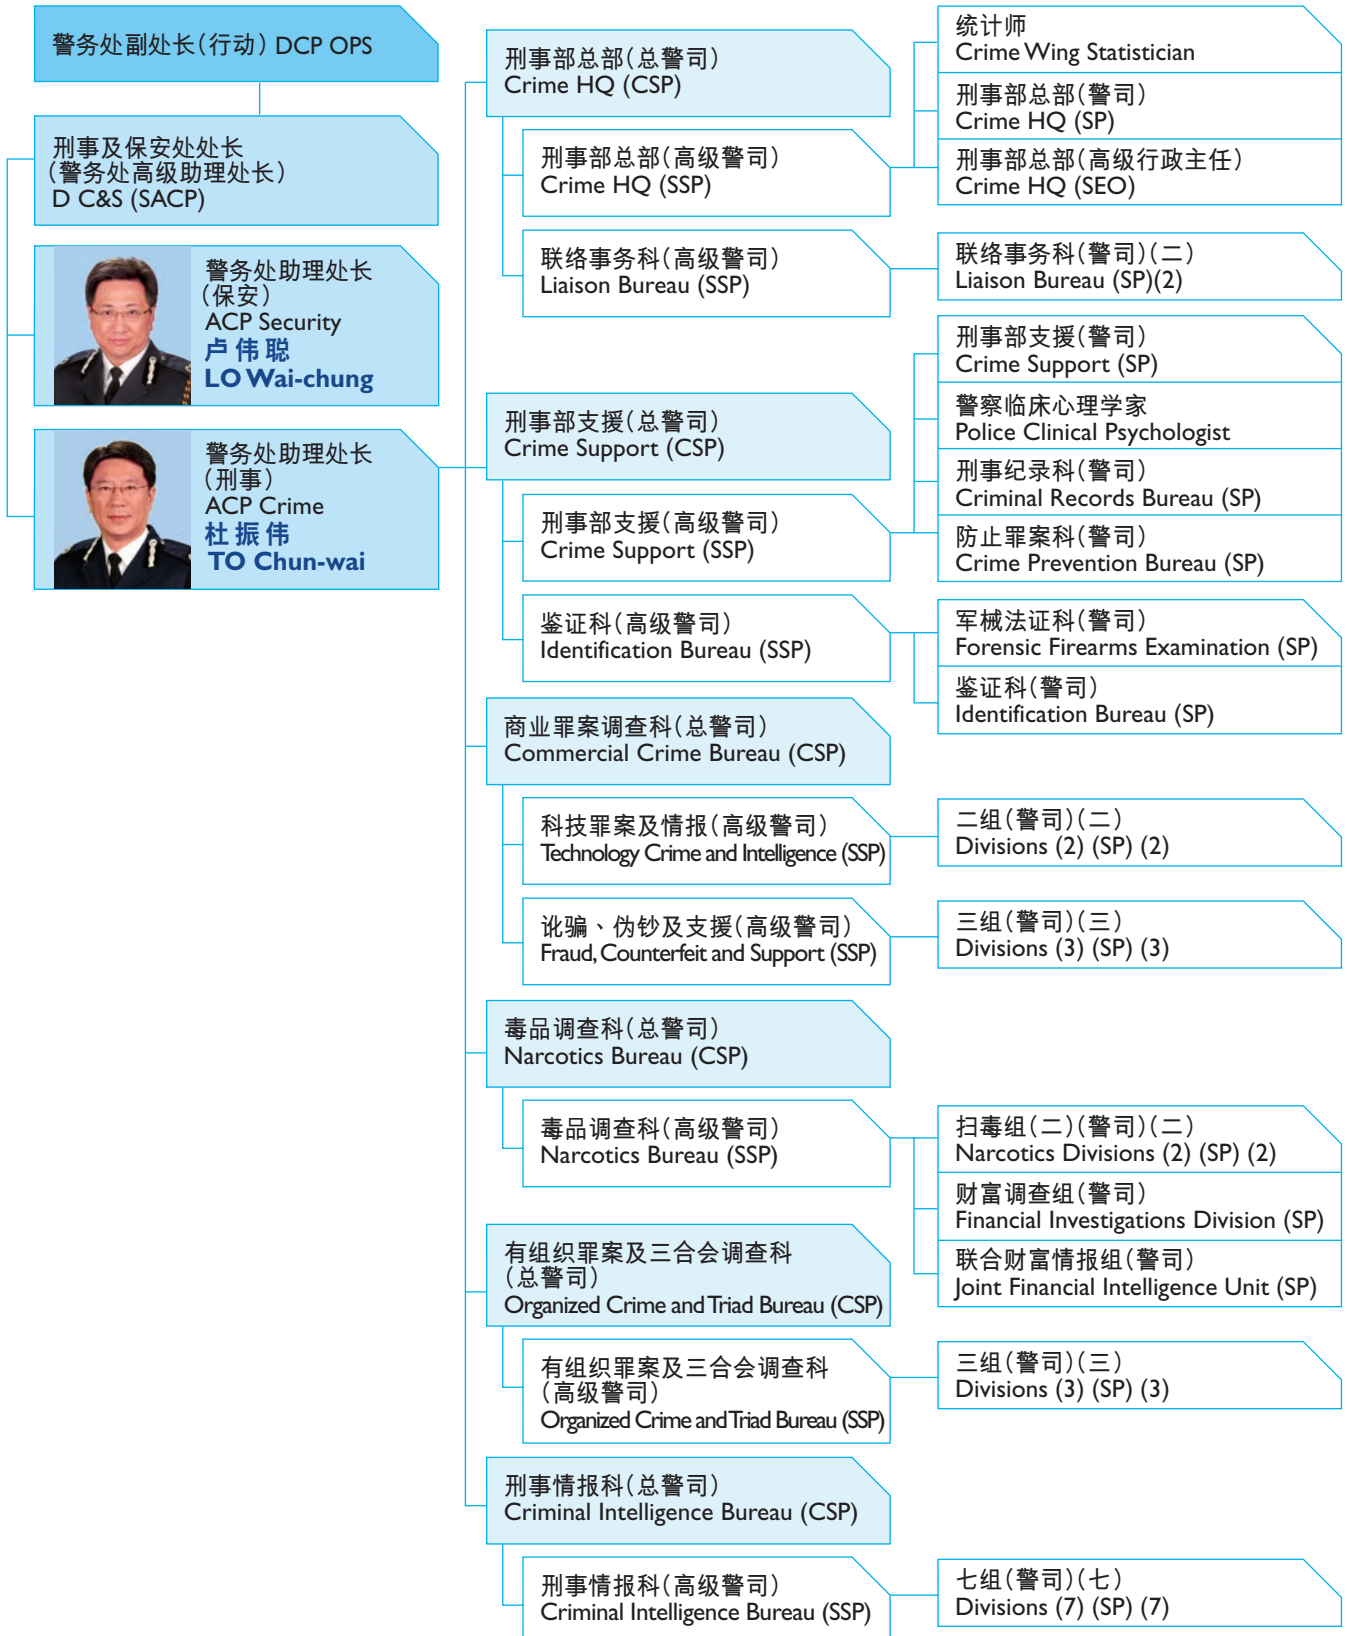 警务处副处长(行动) DCP OPS
刑事及保安处处长
(警务处高级助理处长)
D C&S (SACP)
警务处助理处长
(保安)
ACP Security
卢伟聪
LO Wai-chung
警务处助理处长
(刑事)
ACP Crime
杜振伟
TO Chun-wai
刑事部总部(总警司)
Crime HQ (CSP)
刑事部总部(高级警司)
Crime HQ (SSP)
统计师
Crime Wing Statistician
刑事部总部(警司)
Crime HQ (SP)
刑事部总部(高级行政主任)
Crime HQ (SEO)
联络事务科(高级警司)
Liaison Bureau (SSP)
联络事务科(警司)(二)
Liaison Bureau (SP)(2)
刑事部支援(总警司)
Crime Support (CSP)
刑事部支援(高级警司)
Crime Support (SSP)
刑事部支援(警司)
Crime Support (SP)
警察临床心理学家
Police Clinical Psychologist
刑事纪录科(警司)
Criminal Records Bureau (SP)
防止罪案科(警司)
Crime Prevention Bureau (SP)
鉴证科(高级警司)
Identification Bureau (SSP)
军械法证科(警司)
Forensic Firearms Examination (SP)
鉴证科(警司)
Identification Bureau (SP)
商业罪案调查科(总警司)
Commercial Crime Bureau (CSP)
科技罪案及情报(高级警司)
Technology Crime and Intelligence (SSP)
二组(警司)(二)
Divisions (2) (SP) (2)
讹骗、伪钞及支援(高级警司)
Fraud, Counterfeit and Support (SSP)
三组(警司)(三)
Divisions (3) (SP) (3)
毒品调查科(总警司)
Narcotics Bureau (CSP)
毒品调查科(高级警司)
Narcotics Bureau (SSP)
扫毒组(二)(警司)(二)
Narcotics Divisions (2) (SP) (2)
财富调查组(警司)
Financial Investigations Division (SP)
联合财富情报组(警司)
Joint Financial Intelligence Unit (SP)
有组织罪案及三合会调查科
(总警司)
Organized Crime and Triad Bureau (CSP)
有组织罪案及三合会调查科
(高级警司)
Organized Crime and Triad Bureau (SSP)
三组(警司)(三)
Divisions (3) (SP) (3)
刑事情报科(总警司)
Criminal Intelligence Bureau (CSP)
刑事情报科(高级警司)
Criminal Intelligence Bureau (SSP)
七组(警司)(七)
Divisions (7) (SP) (7)